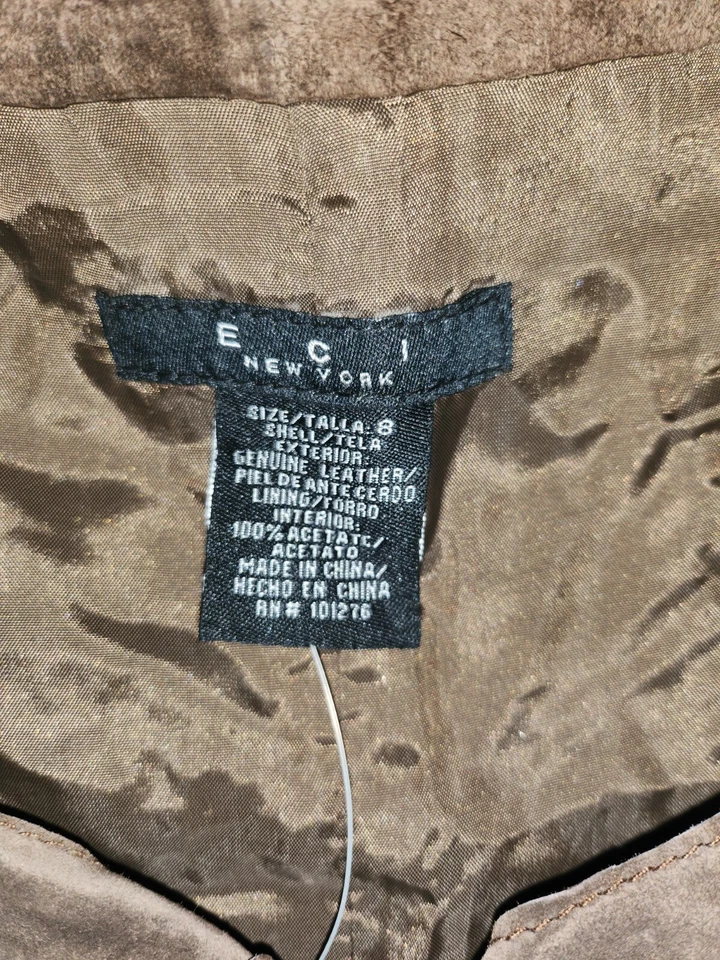 E C I
NEW YORK
SIZE/TALLA: 8
SHELL/TELA
EXTERIOR:
GENUINE LEATHER/
PIEL DE ANTE CERDO
LINING/FORRO
INTERIOR:
100% ACETATE/
ACETATO
MADE IN CHINA/
HECHO EN CHINA
RN# 101276